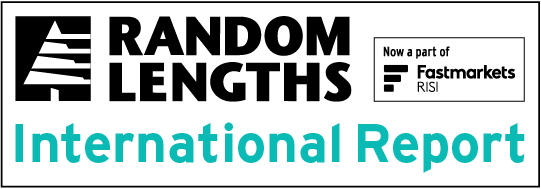 RANDOM
LENGTHS
Now a part of
Fastmarkets
RISI
International Report